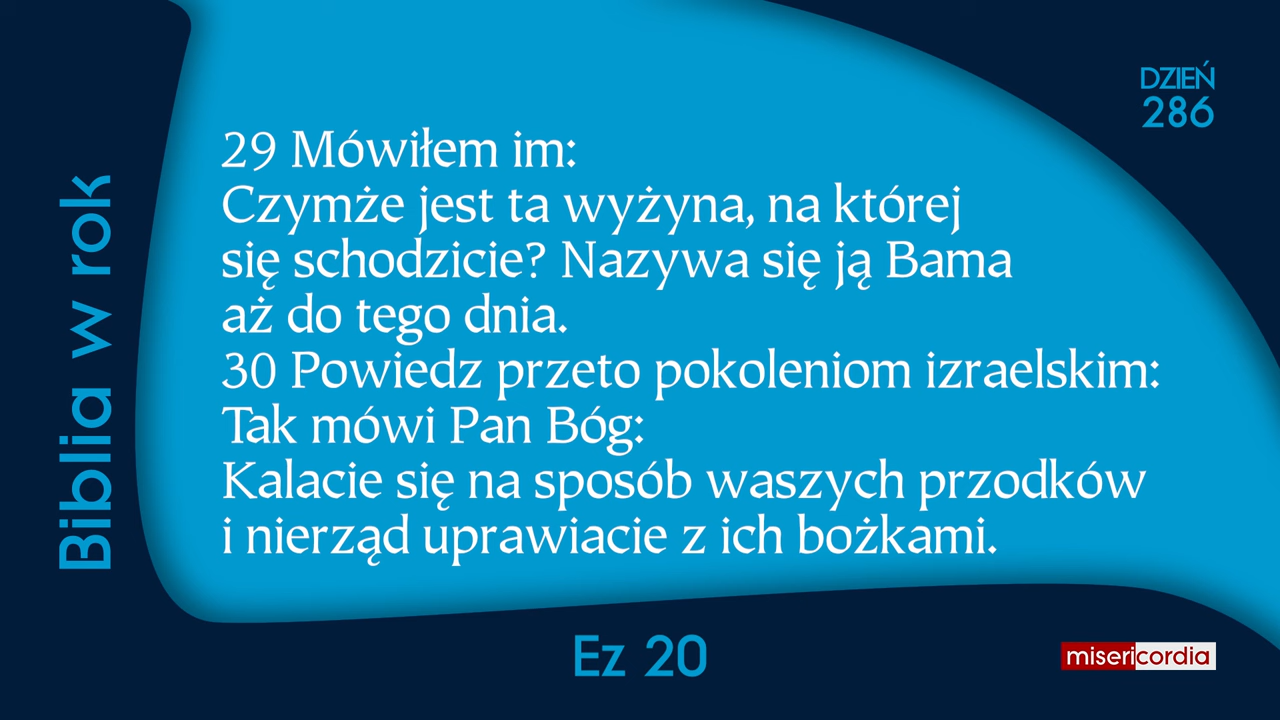 DZIEŃ
286
29 Mówiłem im:
Czymże jest ta wyżyna, na której
się schodzicie? Nazywa się ją Bama
aż do tego dnia.
30 Powiedz przeto pokoleniom izraelskim:
Tak mówi Pan Bóg:
Kalacie się na sposób waszych przodków
i nierząd uprawiacie z ich bożkami.
Biblia w rok
Ez 20
misericordia